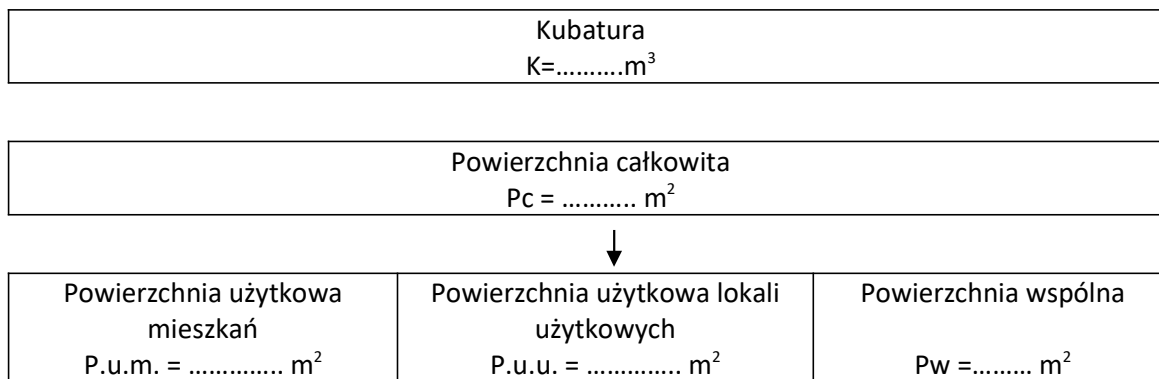 Kubatura
K=……….m³
Powierzchnia całkowita
Pc = ……….. m²
Powierzchnia użytkowa
mieszkań
P.u.m. = ………….. m²
Powierzchnia użytkowa lokali
użytkowych
P.u.u. = ………….. m²
Powierzchnia wspólna
Pw =……… m²